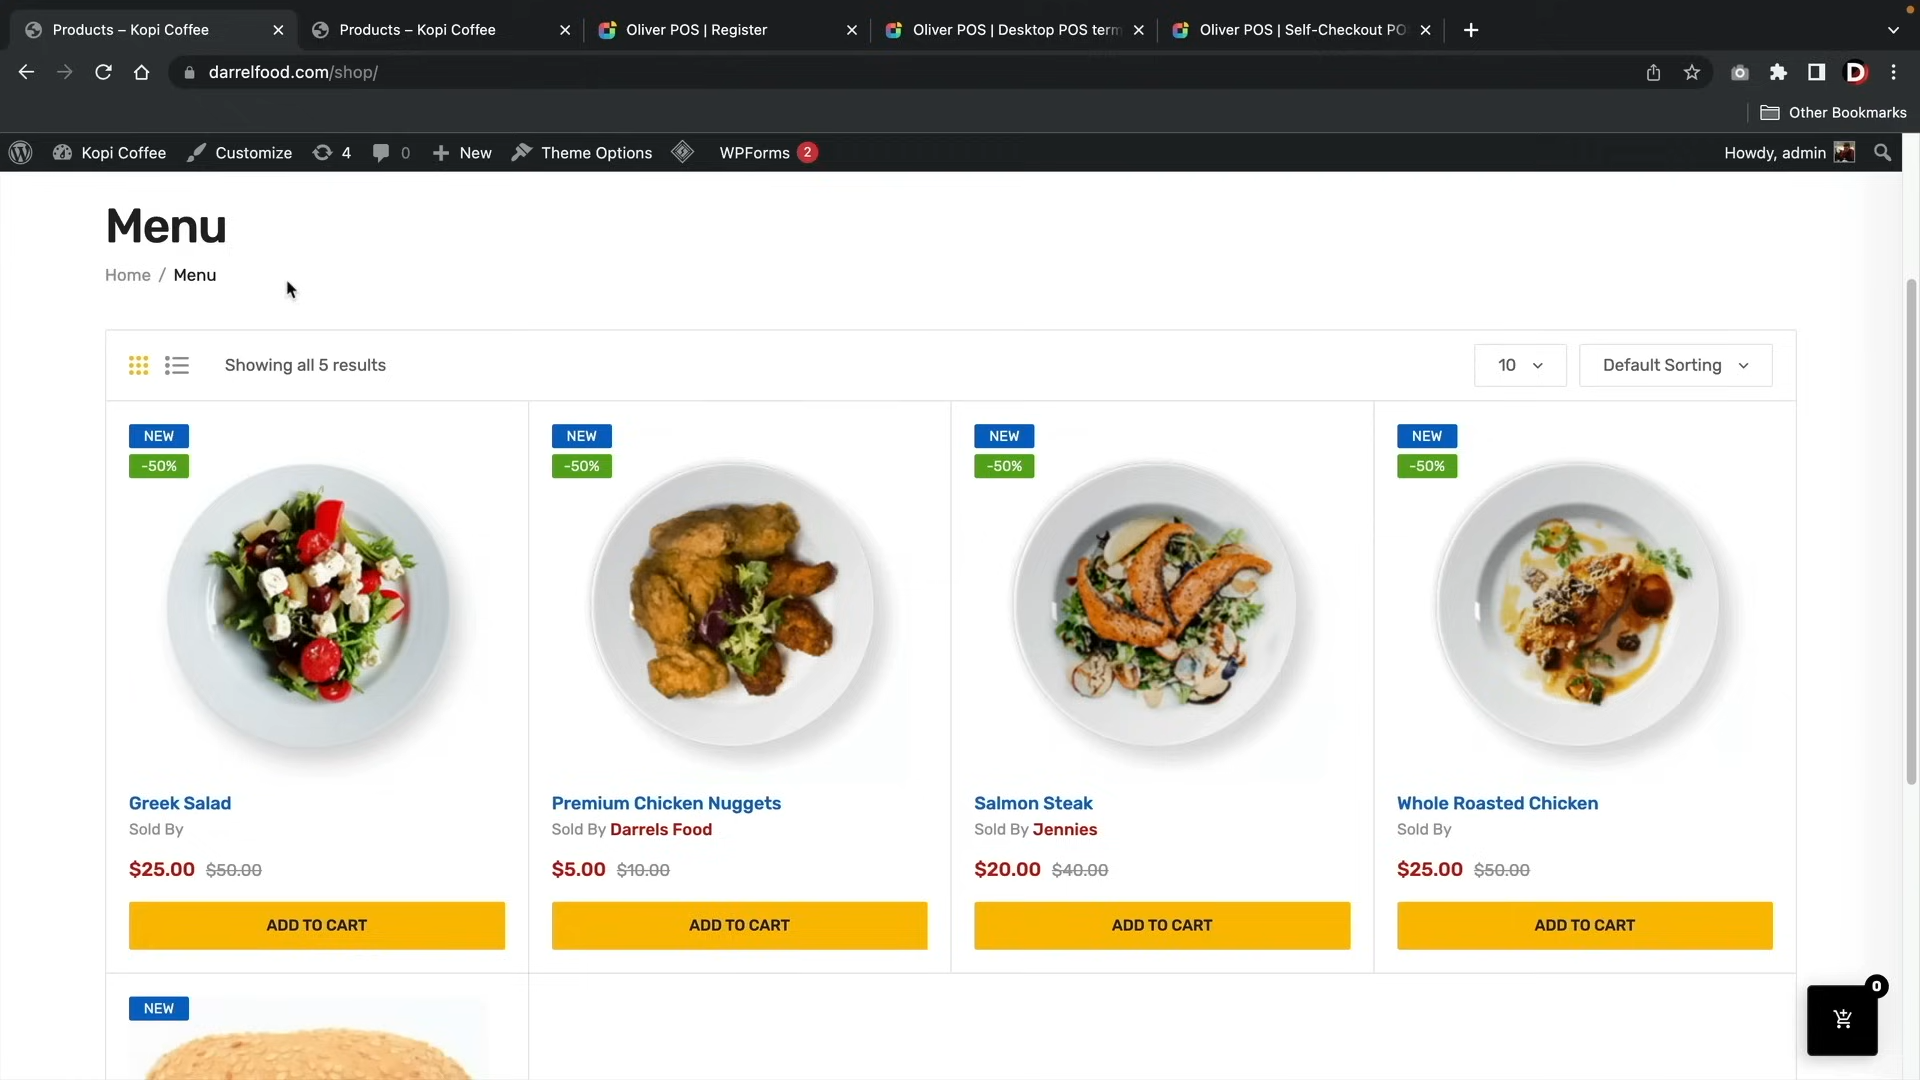 Products – Kopi Coffee
Products – Kopi Coffee
Oliver POS | Register
Oliver POS | Desktop POS term
Oliver POS | Self-Checkout PO
darrelfood.com/shop/
D
Other Bookmarks
Kopi Coffee
Customize
4
0
New
Theme Options
WPForms 2
Howdy, admin
Menu
Home / Menu
Showing all 5 results
10
Default Sorting
NEW
-50%
Greek Salad
Sold By
$25.00 $50.00
ADD TO CART
NEW
-50%
Premium Chicken Nuggets
Sold By Darrels Food
$5.00 $10.00
ADD TO CART
NEW
-50%
Salmon Steak
Sold By Jennies
$20.00 $40.00
ADD TO CART
NEW
-50%
Whole Roasted Chicken
Sold By
$25.00 $50.00
ADD TO CART
NEW
0